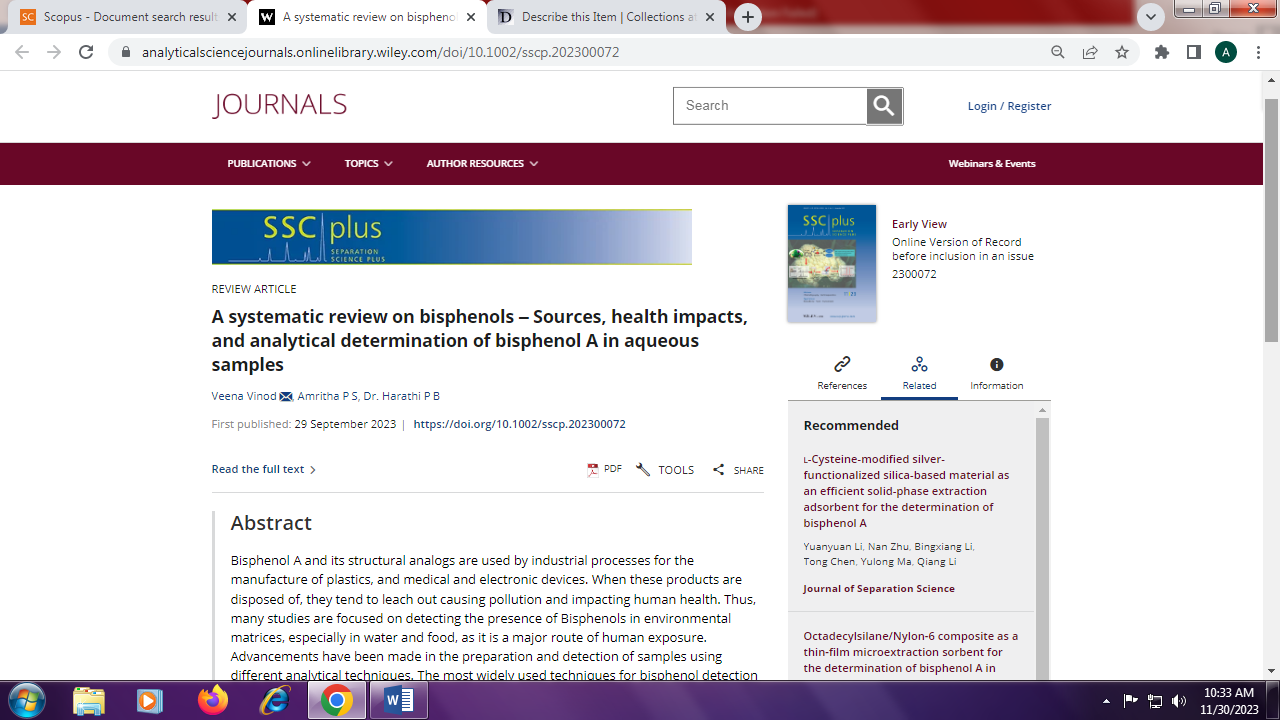 Scopus - Document search result
A systematic review on bispheno
Describe this Item | Collections a
analyticalsciencejournals.onlinelibrary.wiley.com/doi/10.1002/sscp.202300072
A
JOURNALS
Search
Login / Register
PUBLICATIONS
TOPICS
AUTHOR RESOURCES
Webinars & Events
SSC plus
SEPARATION
SCIENCE PLUS
REVIEW ARTICLE
A systematic review on bisphenols – Sources, health impacts,
and analytical determination of bisphenol A in aqueous
samples
Veena Vinod, Amritha P S, Dr. Harathi P B
First published: 29 September 2023 | https://doi.org/10.1002/sscp.202300072
Read the full text
PDF
TOOLS
SHARE
Abstract
Bisphenol A and its structural analogs are used by industrial processes for the
manufacture of plastics, and medical and electronic devices. When these products are
disposed of, they tend to leach out causing pollution and impacting human health. Thus,
many studies are focused on detecting the presence of Bisphenols in environmental
matrices, especially in water and food, as it is a major route of human exposure.
Advancements have been made in the preparation and detection of samples using
different analytical techniques. The most widely used techniques for bisphenol detection
SSC plus
Early View
Online Version of Record
before inclusion in an issue
2300072
References
Related
Information
Recommended
L-Cysteine-modified silver-
functionalized silica-based material as
an efficient solid-phase extraction
adsorbent for the determination of
bisphenol A
Yuanyuan Li, Nan Zhu, Bingxiang Li,
Tong Chen, Yulong Ma, Qiang Li
Journal of Separation Science
Octadecylsilane/Nylon-6 composite as a
thin-film microextraction sorbent for
the determination of bisphenol A in
10:33 AM
11/30/2023